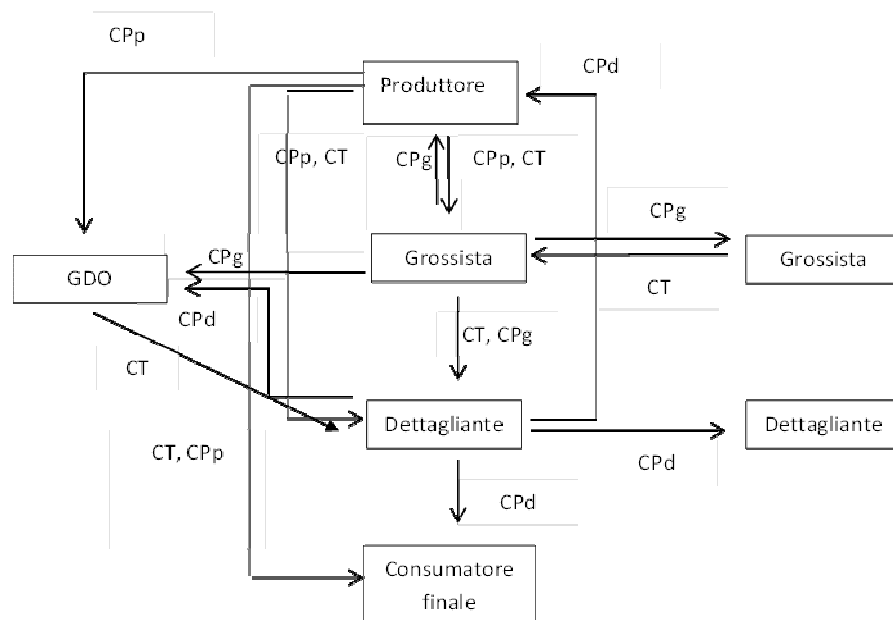 CPp
CPd
Produttore
CPp, CT
CPg
CPp, CT
CPg
Grossista
Grossista
CPg
GDO
CT
CPd
CT, CPg
CT
Dettagliante
Dettagliante
CT, CPp
CPd
CPd
Consumatore
finale